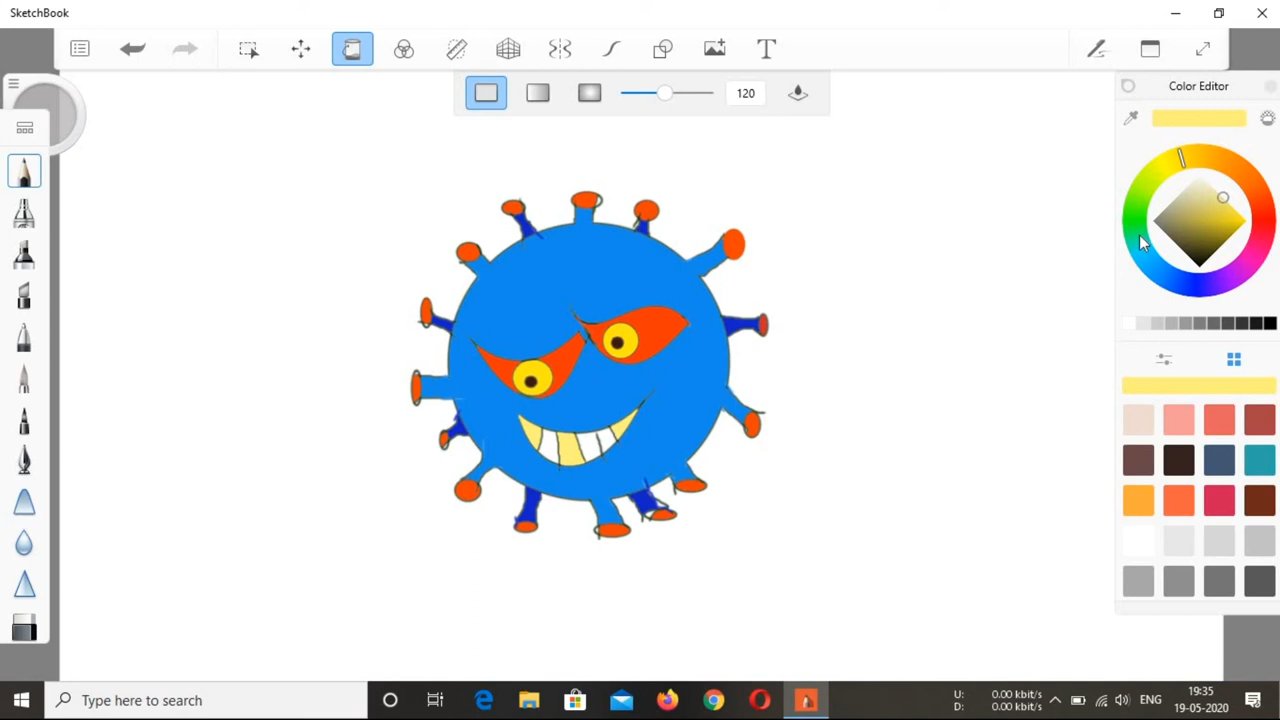 SketchBook
120
Color Editor
Type here to search
U: 0.00 kbit/s
D: 0.00 kbit/s
ENG
19:35
19-05-2020